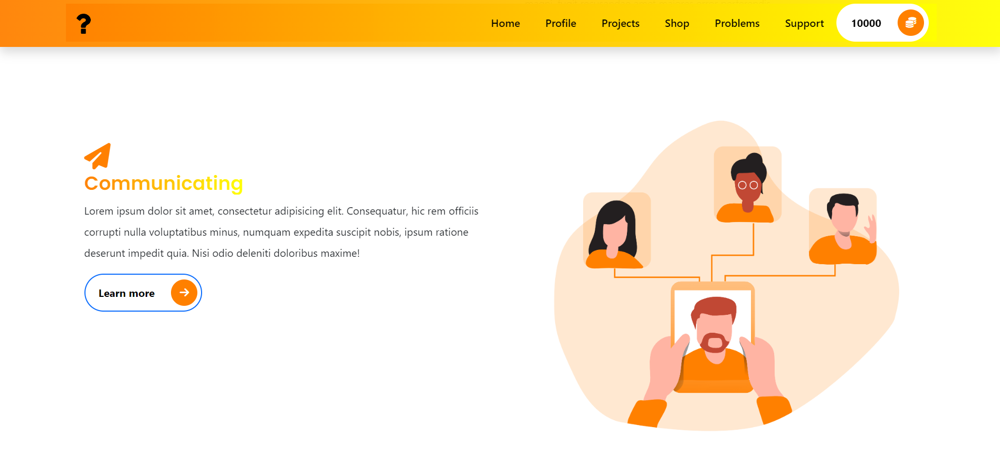 ?
Home Profile Projects Shop Problems Support 10000
Communicating
Lorem ipsum dolor sit amet, consectetur adipisicing elit. Consequatur, hic rem officiis
corrupti nulla voluptatibus minus, numquam expedita suscipit nobis, ipsum ratione
deserunt impedit quia. Nisi odio deleniti doloribus maxime!
Learn more